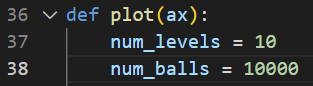 36 def plot(ax):
37     num_levels = 10
38     num_balls = 10000